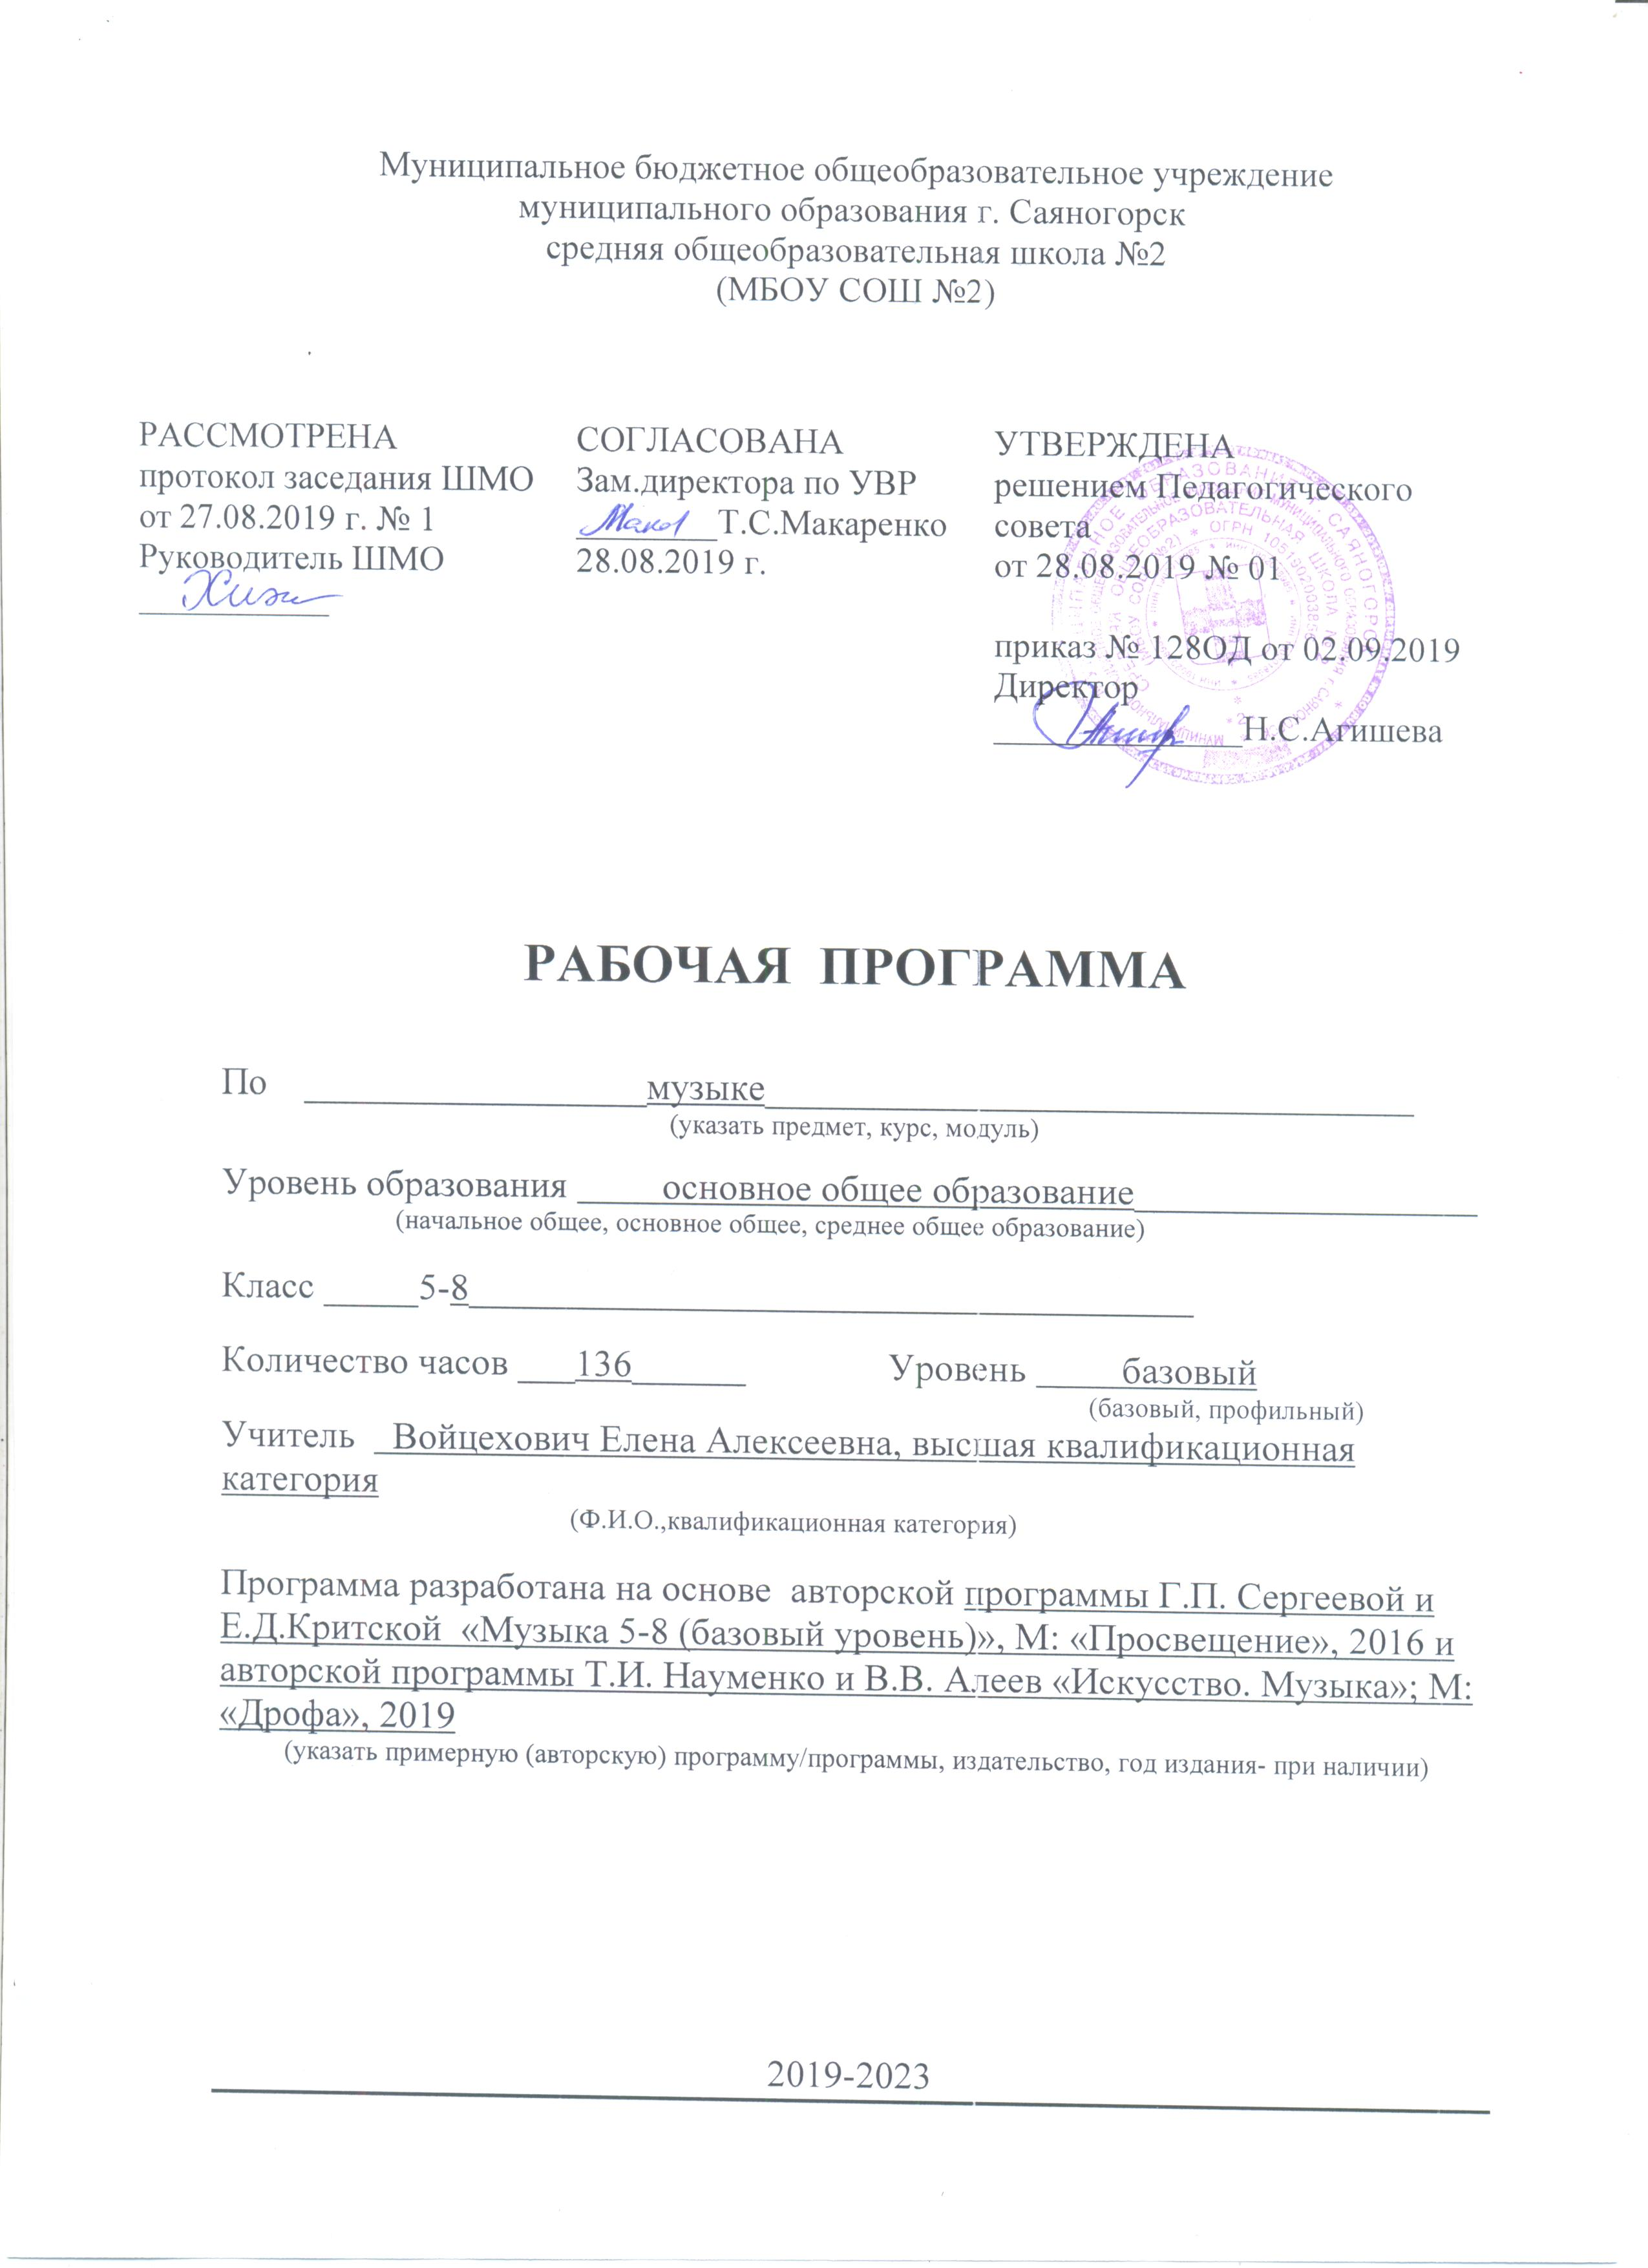 Муниципальное бюджетное общеобразовательное учреждение
муниципального образования г. Саяногорск
средняя общеобразовательная школа №2
(МБОУ СОШ №2)
РАССМОТРЕНА
протокол заседания ШМО
от 27.08.2019 г. № 1
Руководитель ШМО
СОГЛАСОВАНА
Зам.директора по УВР
Т.С.Макаренко
28.08.2019 г.
УТВЕРЖДЕНА
решением Педагогического
совета
от 28.08.2019 № 01
приказ № 128ОД от 02.09.2019
Директор
Н.С.Агишева
РАБОЧАЯ ПРОГРАММА
По музыке
(указать предмет, курс, модуль)
Уровень образования основное общее образование
(начальное общее, основное общее, среднее общее образование)
Класс 5-8
Количество часов 136 Уровень базовый
(базовый, профильный)
Учитель Войцехович Елена Алексеевна, высшая квалификационная
категория
(Ф.И.О.,квалификационная категория)
Программа разработана на основе авторской программы Г.П. Сергеевой и
Е.Д.Критской «Музыка 5-8 (базовый уровень)», М: «Просвещение», 2016 и
авторской программы Т.И. Науменко и В.В. Алеев «Искусство. Музыка»; М:
«Дрофа», 2019
(указать примерную (авторскую) программу/программы, издательство, год издания- при наличии)
2019-2023